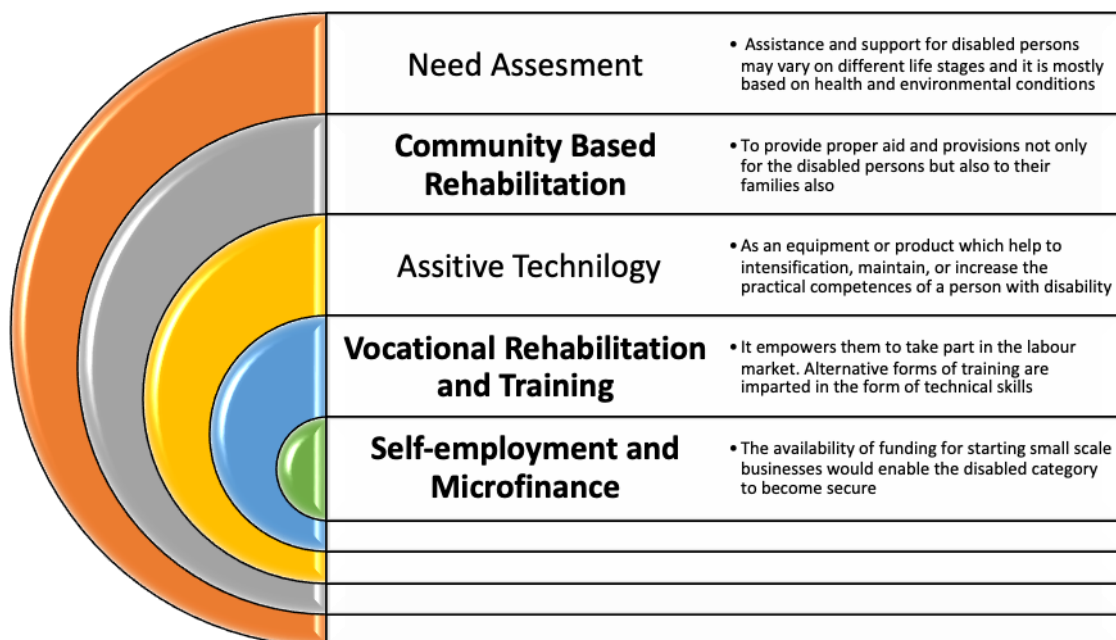 Need Assesment
• Assistance and support for disabled persons
may vary on different life stages and it is mostly
based on health and environmental conditions
Community Based
Rehabilitation
• To provide proper aid and provisions not only
for the disabled persons but also to their
families also
Assitive Technilogy
• As an equipment or product which help to
intensification, maintain, or increase the
practical competences of a person with disability
Vocational Rehabilitation
and Training
• It empowers them to take part in the labour
market. Alternative forms of training are
imparted in the form of technical skills
Self-employment and
Microfinance
• The availability of funding for starting small scale
businesses would enable the disabled category
to become secure